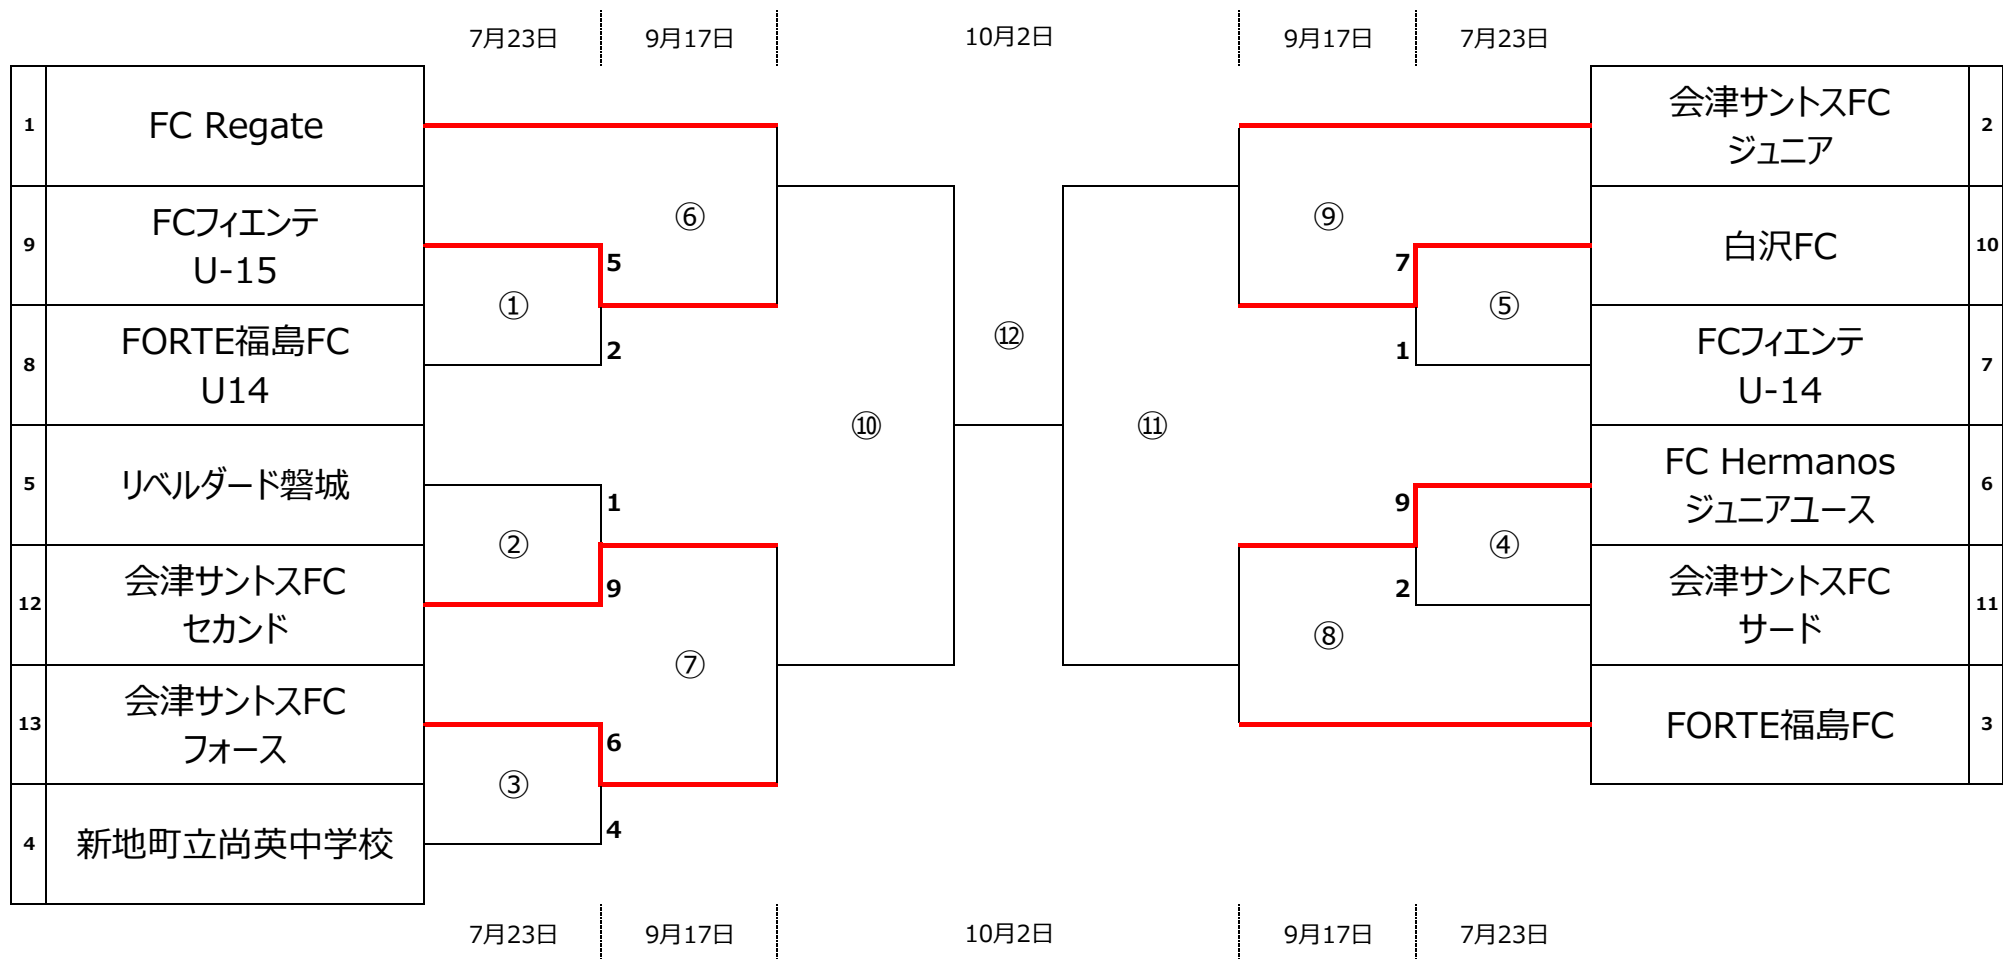 7月23日 9月17日 10月2日 9月17日 7月23日
1 FC Regate
9 FCフィエンテ
U-15
8 FORTE福島FC
U14
5 リベルダード磐城
12 会津サントスFC
セカンド
13 会津サントスFC
フォース
4 新地町立尚英中学校
⑥
5
①
2
⑩
1
②
9
⑦
6
③
4
⑫
⑨
7
⑤
1
⑪
9
④
2
⑧
会津サントスFC
ジュニア 2
白沢FC 10
FCフィエンテ
U-14 7
FC Hermanos
ジュニアユース 6
会津サントスFC
サード 11
FORTE福島FC 3
7月23日 9月17日 10月2日 9月17日 7月23日